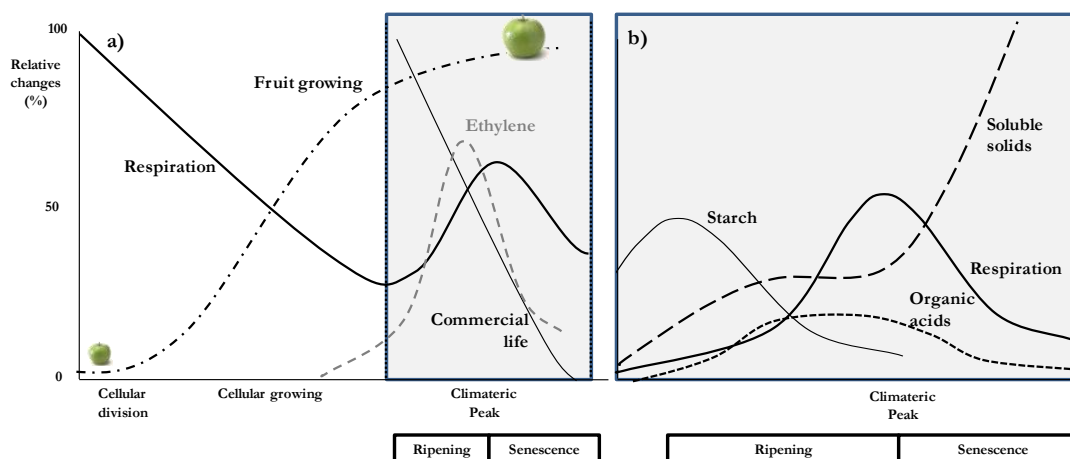 100
a)
b)
Relative
changes
(%)
Fruit growing
Ethylene
Soluble
solids
Respiration
50
Starch
Respiration
Organic
acids
Commercial
life
0
Cellular
division
Cellular growing
Climateric
Peak
Climateric
Peak
Ripening
Senescence
Ripening
Senescence